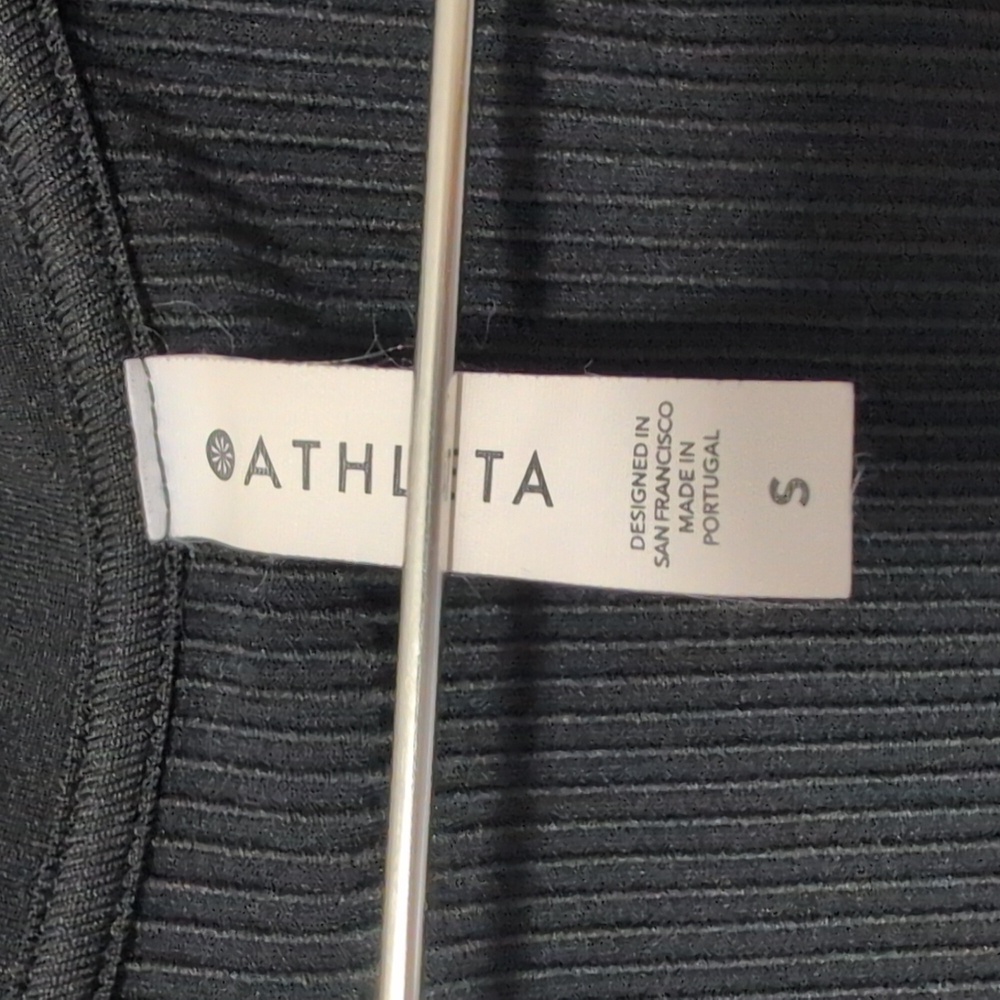 ATHLETA
DESIGNED IN
SAN FRANCISCO
MADE IN
PORTUGAL
S